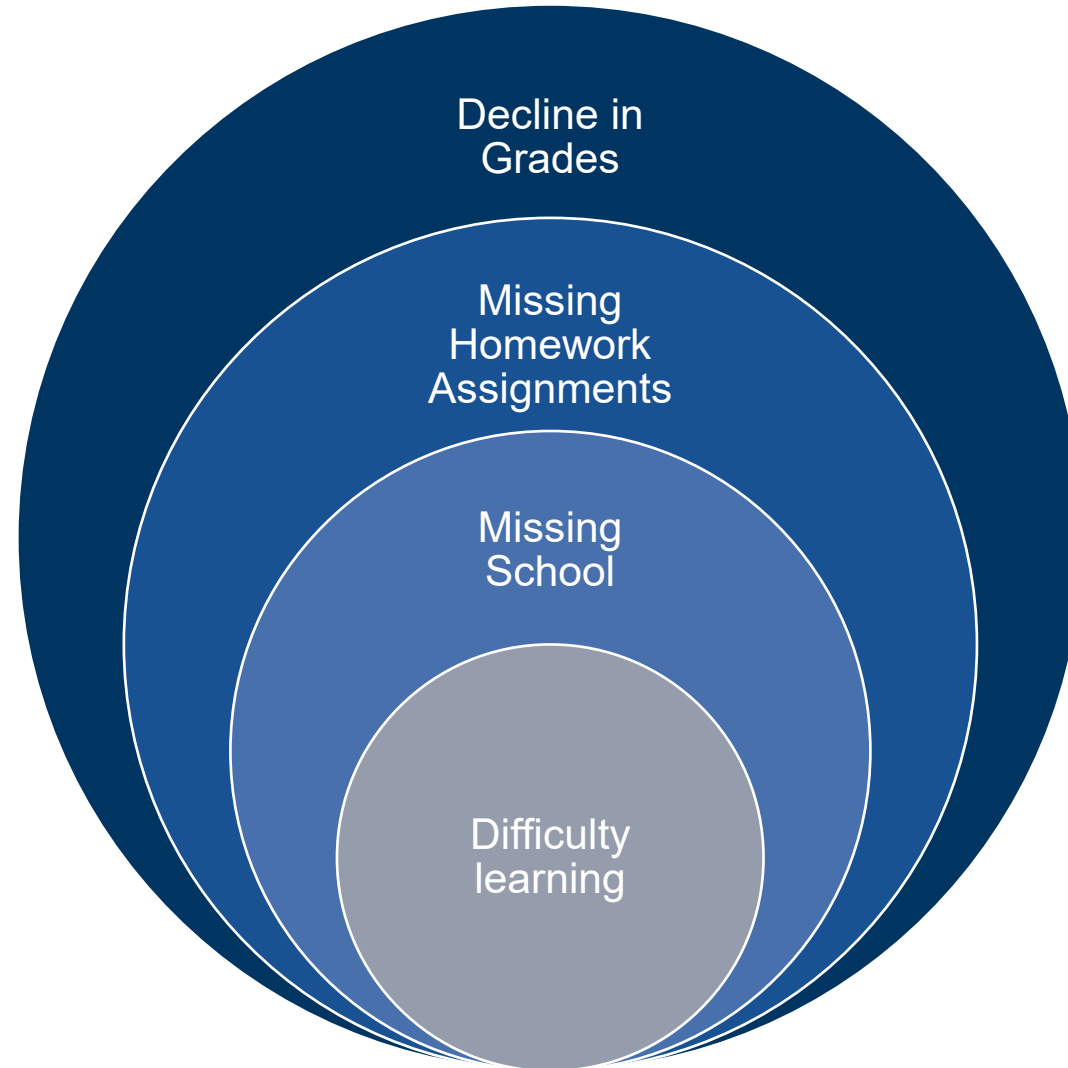 Decline in
Grades
Missing
Homework
Assignments
Missing
School
Difficulty
learning